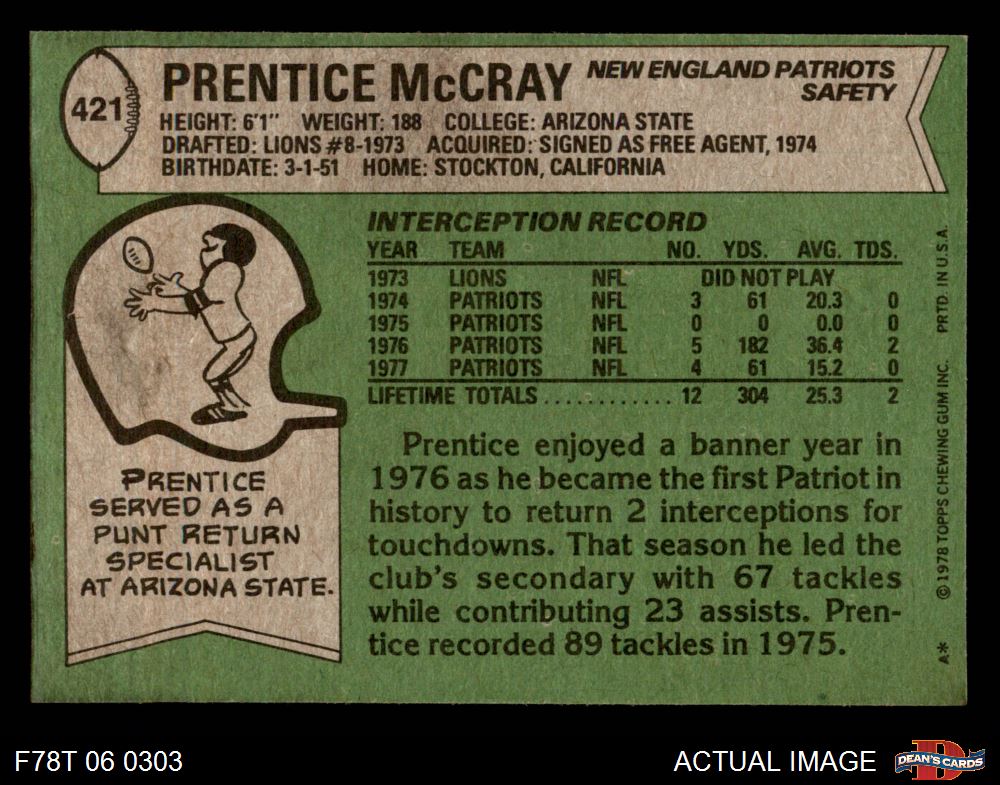 421
PRENTICE McCRAY
NEW ENGLAND PATRIOTS
SAFETY
HEIGHT: 6'1" WEIGHT: 188 COLLEGE: ARIZONA STATE
DRAFTED: LIONS #8-1973 ACQUIRED: SIGNED AS FREE AGENT, 1974
BIRTHDATE: 3-1-51 HOME: STOCKTON, CALIFORNIA
INTERCEPTION RECORD
YEAR TEAM NO. YDS. AVG. TDS.
1973 LIONS NFL DID NOT PLAY
1974 PATRIOTS NFL 3 61 20.3 0
1975 PATRIOTS NFL 0 0 0.0 0
1976 PATRIOTS NFL 5 182 36.4 2
1977 PATRIOTS NFL 4 61 15.2 0
LIFETIME TOTALS ............ 12 304 25.3 2
PRENTICE
SERVED AS A
PUNT RETURN
SPECIALIST
AT ARIZONA STATE.
Prentice enjoyed a banner year in
1976 as he became the first Patriot in
history to return 2 interceptions for
touchdowns. That season he led the
club's secondary with 67 tackles
while contributing 23 assists. Pren-
tice recorded 89 tackles in 1975.
A* © 1978 TOPPS CHEWING GUM INC. PRTD. IN U.S.A.
F78T 06 0303
ACTUAL IMAGE
D
DEAN'S CARDS